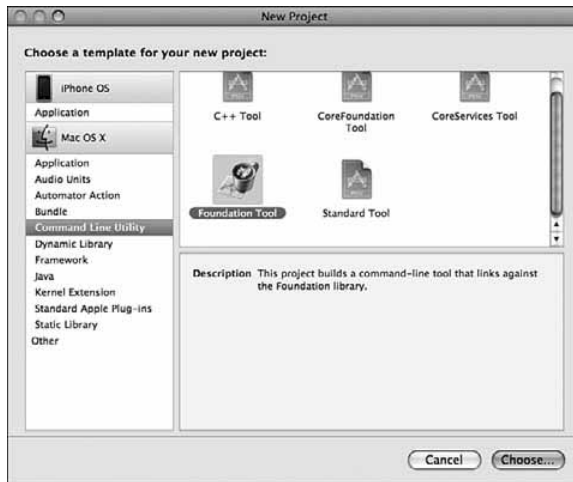 New Project
Choose a template for your new project:
iPhone OS
Application
Mac OS X
Application
Audio Units
Automator Action
Bundle
Command Line Utility
Dynamic Library
Framework
Java
Kernel Extension
Standard Apple Plug-ins
Static Library
Other
C++ Tool
CoreFoundation
Tool
CoreServices Tool
Foundation Tool
Standard Tool
Description This project builds a command-line tool that links against
the Foundation library.
Cancel
Choose...